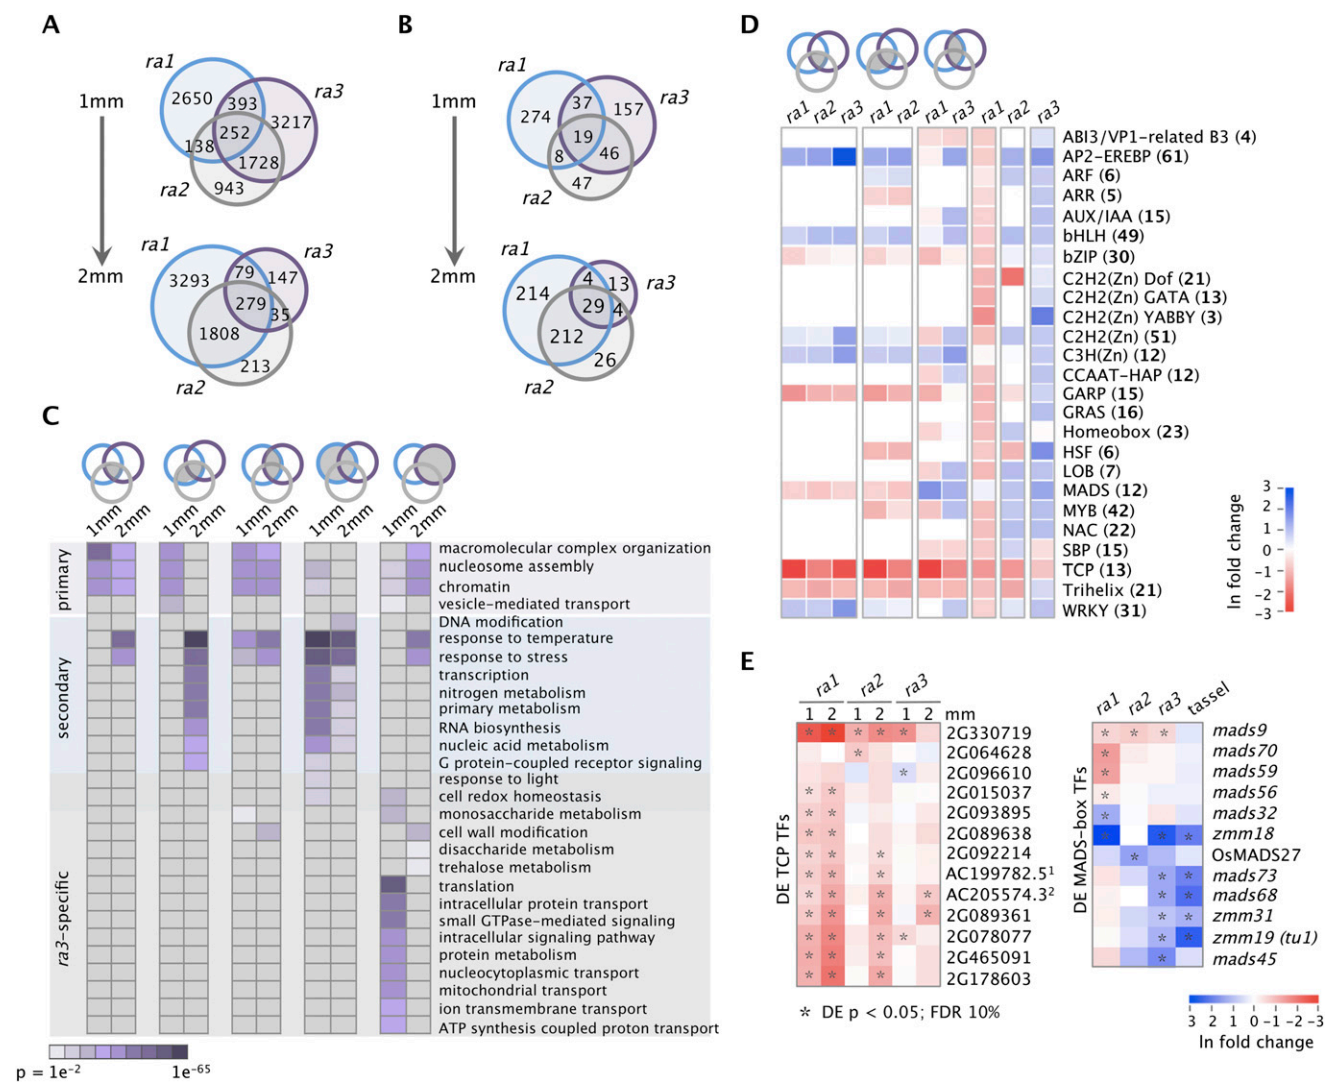 A
1mm
2mm
ra1
ra3
ra2
2650
393
3217
252
138
1728
943
ra1
ra3
ra2
3293
79
147
279
35
1808
213
B
1mm
2mm
ra1
ra3
ra2
274
37
157
19
8
46
47
ra1
ra3
ra2
214
4
13
29
4
212
26
C
1mm 2mm 1mm 2mm 1mm 2mm 1mm 2mm 1mm 2mm
primary
macromolecular complex organization
nucleosome assembly
chromatin
vesicle-mediated transport
secondary
DNA modification
response to temperature
response to stress
transcription
nitrogen metabolism
primary metabolism
RNA biosynthesis
nucleic acid metabolism
G protein-coupled receptor signaling
response to light
cell redox homeostasis
ra3-specific
monosaccharide metabolism
cell wall modification
disaccharide metabolism
trehalose metabolism
translation
intracellular protein transport
small GTPase-mediated signaling
intracellular signaling pathway
protein metabolism
nucleocytoplasmic transport
mitochondrial transport
ion transmembrane transport
ATP synthesis coupled proton transport
p = 1e-2 1e-65
D
ra1 ra2 ra3 ra1 ra2 ra1 ra3 ra1 ra2 ra3
ABI3/VP1-related B3 (4)
AP2-EREBP (61)
ARF (6)
ARR (5)
AUX/IAA (15)
bHLH (49)
bZIP (30)
C2H2(Zn) Dof (21)
C2H2(Zn) GATA (13)
C2H2(Zn) YABBY (3)
C2H2(Zn) (51)
C3H(Zn) (12)
CCAAT-HAP (12)
GARP (15)
GRAS (16)
Homeobox (23)
HSF (6)
LOB (7)
MADS (12)
MYB (42)
NAC (22)
SBP (15)
TCP (13)
Trihelix (21)
WRKY (31)
ln fold change
3
2
1
0
-1
-2
-3
E
ra1 ra2 ra3
1 2 1 2 1 2 mm
DE TCP TFs
2G330719
2G064628
2G096610
2G015037
2G093895
2G089638
2G092214
AC199782.5¹
AC205574.3²
2G089361
2G078077
2G465091
2G178603
* DE p < 0.05; FDR 10%
ra1 ra2 ra3 tassel
DE MADS-box TFs
mads9
mads70
mads59
mads56
mads32
zmm18
OsMADS27
mads73
mads68
zmm31
zmm19 (tu1)
mads45
3 2 1 0 -1 -2 -3
ln fold change